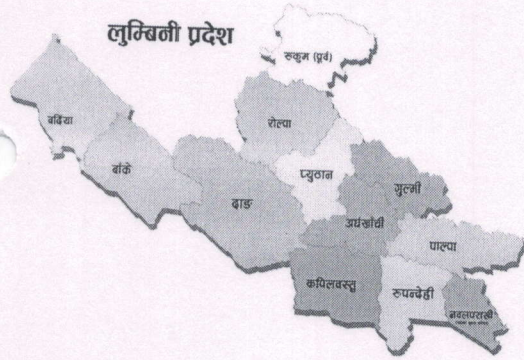 लुम्बिनी प्रदेश
रुकुम (पूर्व)
रोल्पा
बर्दिया
बाँके
प्युठान
दाङ
गुल्मी
अर्घाखाँची
पाल्पा
कपिलवस्तु
रुपन्देही
नवलपरासी